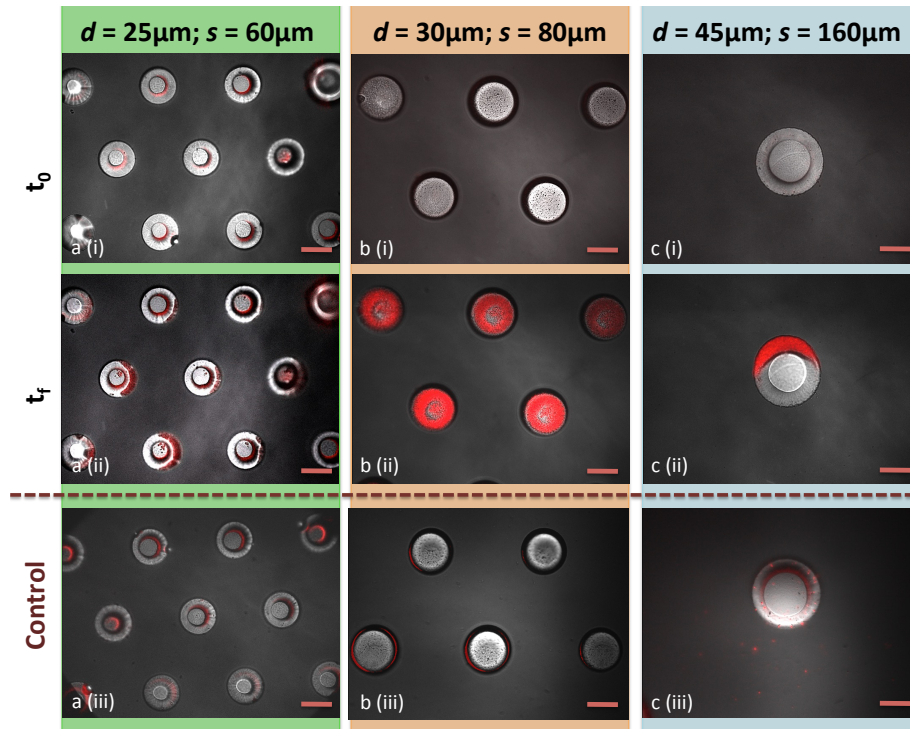 d = 25µm; s = 60µm
d = 30µm; s = 80µm
d = 45µm; s = 160µm
t0
a (i)
b (i)
c (i)
tf
a (ii)
b (ii)
c (ii)
Control
a (iii)
b (iii)
c (iii)